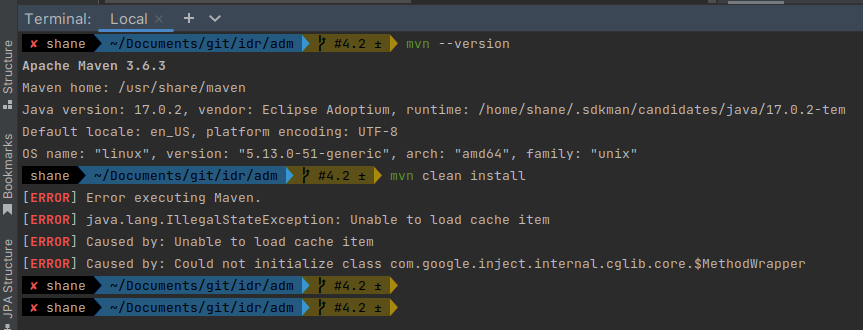 Terminal: Local × + ∨
✘ shane ~/Documents/git/idr/adm #4.2 ± mvn --version
Apache Maven 3.6.3
Maven home: /usr/share/maven
Java version: 17.0.2, vendor: Eclipse Adoptium, runtime: /home/shane/.sdkman/candidates/java/17.0.2-tem
Default locale: en_US, platform encoding: UTF-8
OS name: "linux", version: "5.13.0-51-generic", arch: "amd64", family: "unix"
shane ~/Documents/git/idr/adm #4.2 ± mvn clean install
[ERROR] Error executing Maven.
[ERROR] java.lang.IllegalStateException: Unable to load cache item
[ERROR] Caused by: Unable to load cache item
[ERROR] Caused by: Could not initialize class com.google.inject.internal.cglib.core.$MethodWrapper
✘ shane ~/Documents/git/idr/adm #4.2 ±
✘ shane ~/Documents/git/idr/adm #4.2 ±
Structure
Bookmarks
JPA Structure